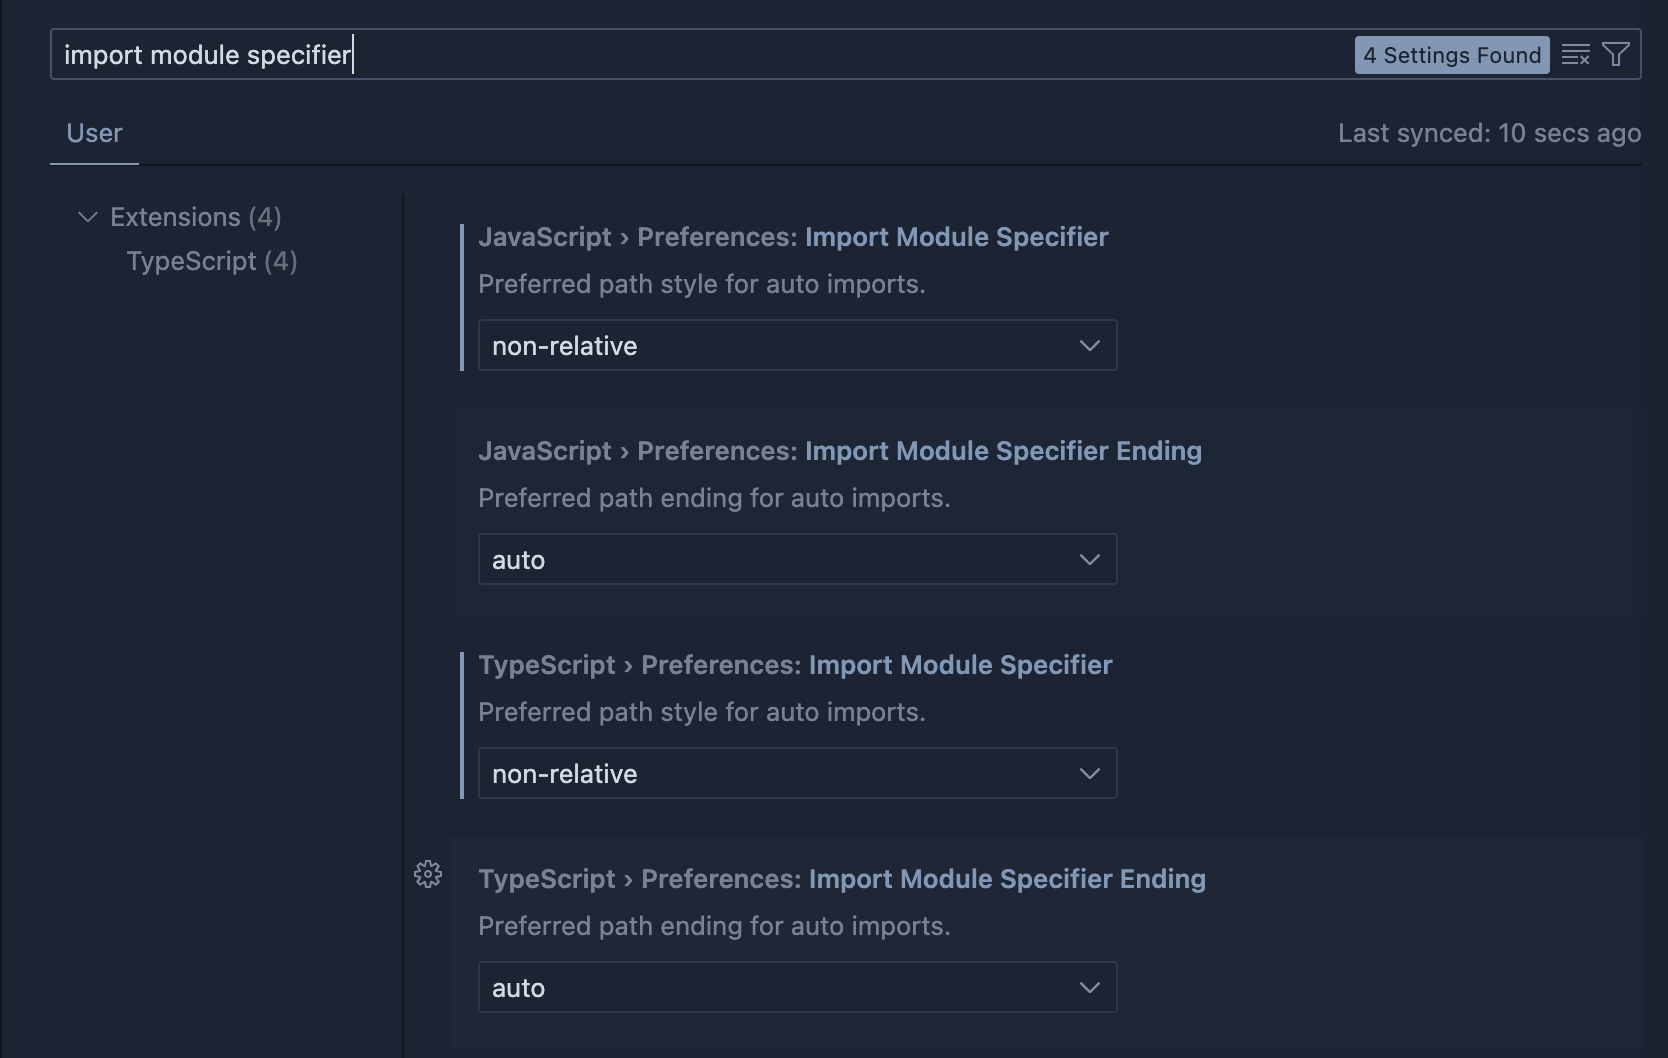 import module specifier
4 Settings Found
User
Last synced: 10 secs ago
Extensions (4)
TypeScript (4)
JavaScript › Preferences: Import Module Specifier
Preferred path style for auto imports.
non-relative
JavaScript › Preferences: Import Module Specifier Ending
Preferred path ending for auto imports.
auto
TypeScript › Preferences: Import Module Specifier
Preferred path style for auto imports.
non-relative
TypeScript › Preferences: Import Module Specifier Ending
Preferred path ending for auto imports.
auto